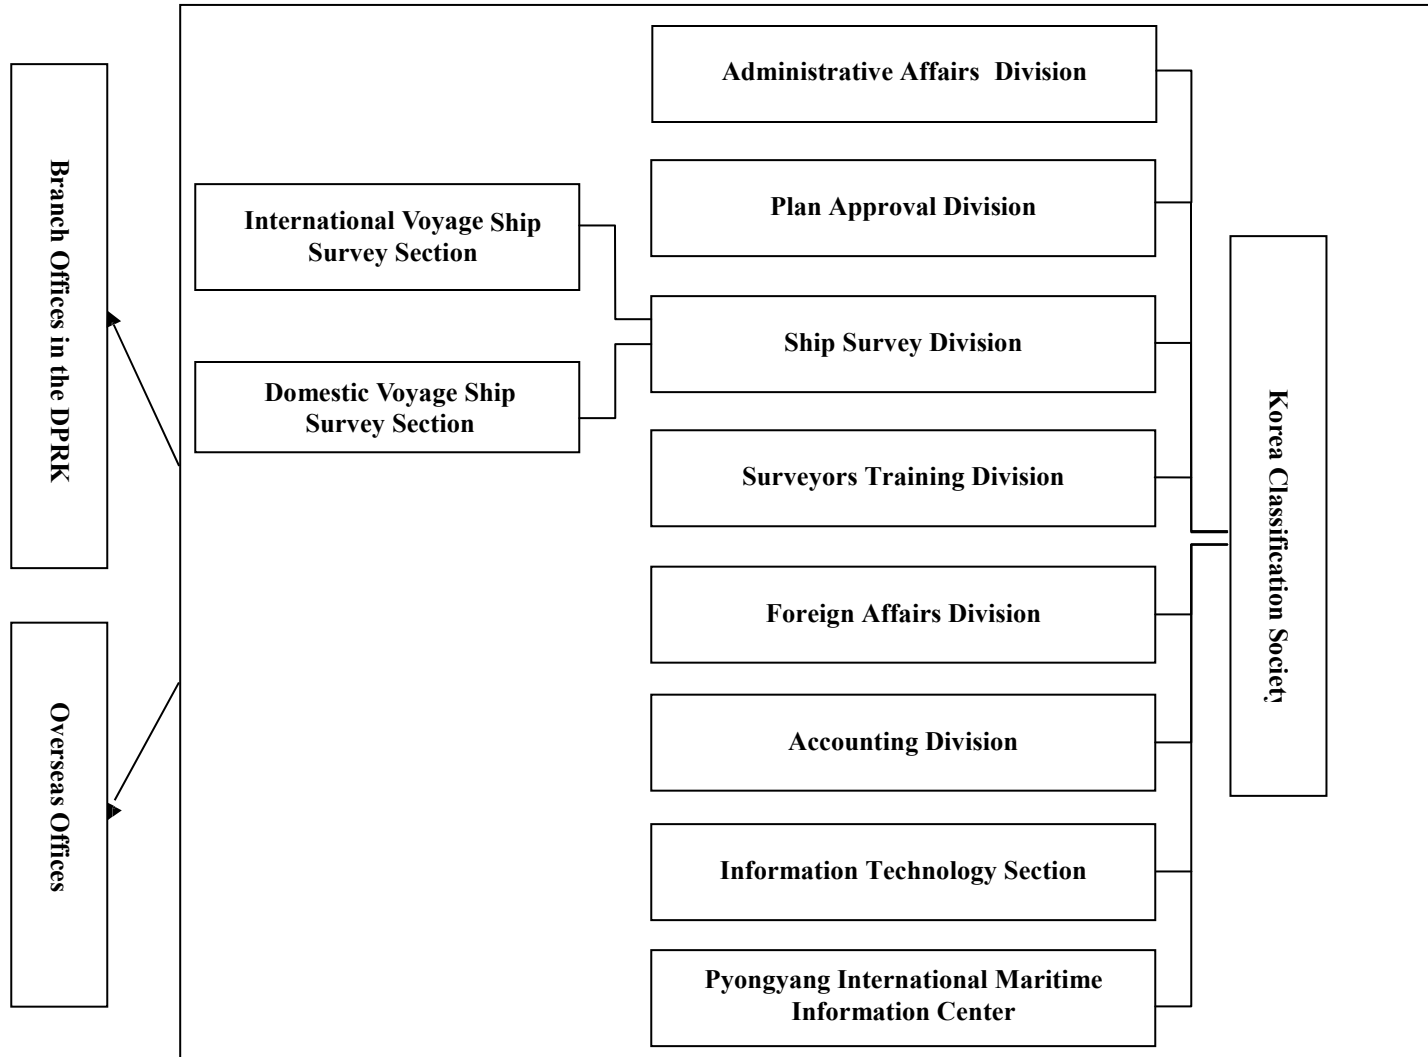 Administrative Affairs Division
Plan Approval Division
International Voyage Ship
Survey Section
Ship Survey Division
Domestic Voyage Ship
Survey Section
Surveyors Training Division
Foreign Affairs Division
Accounting Division
Information Technology Section
Pyongyang International Maritime
Information Center
Branch Offices in the DPRK
Overseas Offices
Korea Classification Society